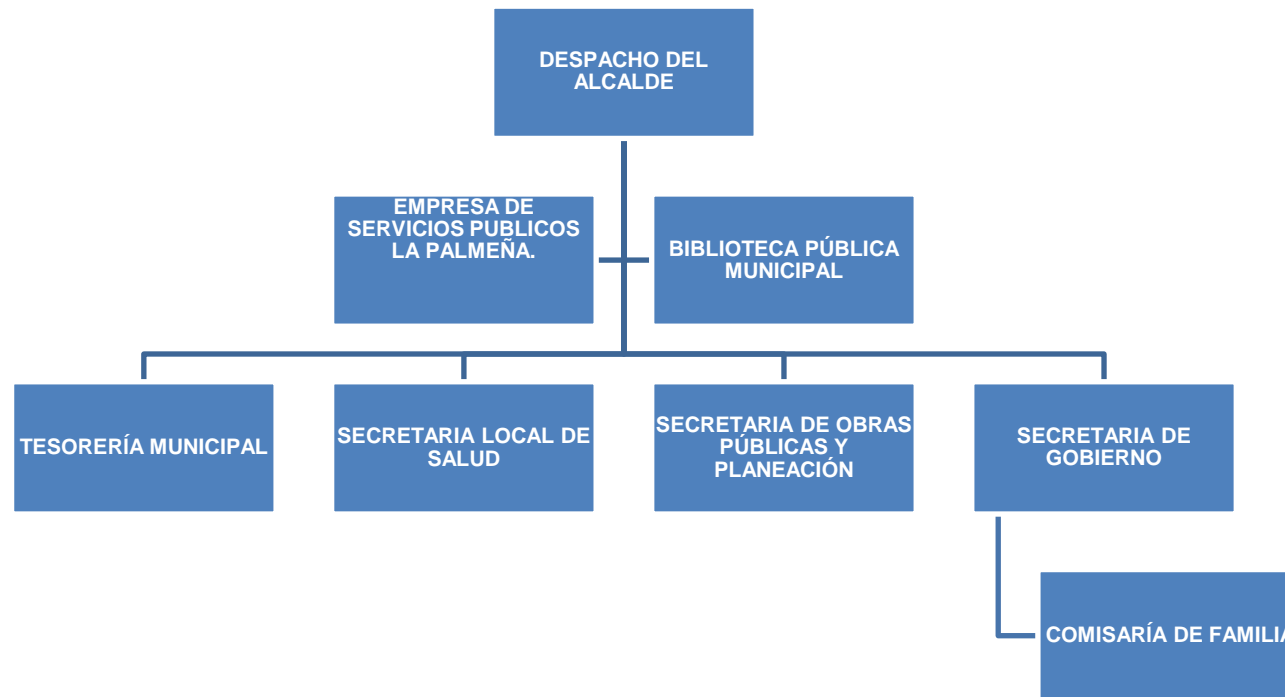 DESPACHO DEL
ALCALDE
EMPRESA DE
SERVICIOS PUBLICOS
LA PALMEÑA.
BIBLIOTECA PÚBLICA
MUNICIPAL
TESORERÍA MUNICIPAL
SECRETARIA LOCAL DE
SALUD
SECRETARIA DE OBRAS
PÚBLICAS Y
PLANEACIÓN
SECRETARIA DE
GOBIERNO
COMISARÍA DE FAMILIA